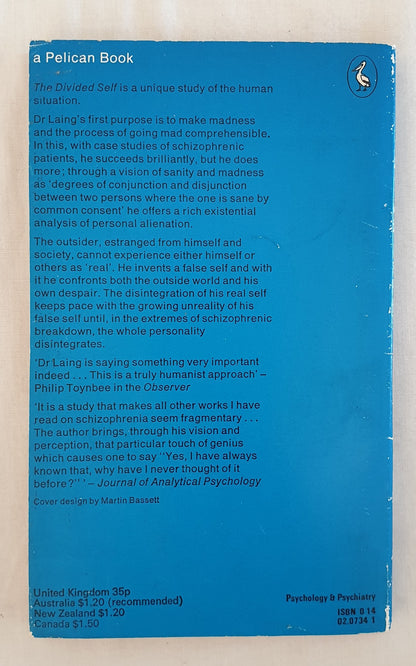 a Pelican Book
The Divided Self is a unique study of the human
situation.
Dr Laing's first purpose is to make madness
and the process of going mad comprehensible.
In this, with case studies of schizophrenic
patients, he succeeds brilliantly, but he does
more; through a vision of sanity and madness
as 'degrees of conjunction and disjunction
between two persons where the one is sane by
common consent' he offers a rich existential
analysis of personal alienation.
The outsider, estranged from himself and
society, cannot experience either himself or
others as 'real'. He invents a false self and with
it he confronts both the outside world and his
own despair. The disintegration of his real self
keeps pace with the growing unreality of his
false self until, in the extremes of schizophrenic
breakdown, the whole personality
disintegrates.
'Dr Laing is saying something very important
indeed . . . This is a truly humanist approach' –
Philip Toynbee in the Observer
'It is a study that makes all other works I have
read on schizophrenia seem fragmentary . . .
The author brings, through his vision and
perception, that particular touch of genius
which causes one to say "Yes, I have always
known that, why have I never thought of it
before?" ' – Journal of Analytical Psychology
Cover design by Martin Bassett
United Kingdom 35p
Australia $1.20 (recommended)
New Zealand $1.20
Canada $1.50
Psychology & Psychiatry
ISBN 0 14
02.0734 1